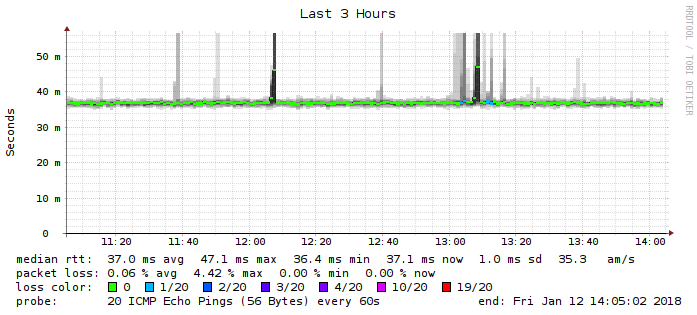 Last 3 Hours
RRDTOOL / TOBI OETIKER
Seconds
50 m
40 m
30 m
20 m
10 m
0
11:20 11:40 12:00 12:20 12:40 13:00 13:20 13:40 14:00
median rtt: 37.0 ms avg 47.1 ms max 36.4 ms min 37.1 ms now 1.0 ms sd 35.3 am/s
packet loss: 0.06 % avg 4.42 % max 0.00 % min 0.00 % now
loss color: 0 1/20 2/20 3/20 4/20 10/20 19/20
probe: 20 ICMP Echo Pings (56 Bytes) every 60s end: Fri Jan 12 14:05:02 2018